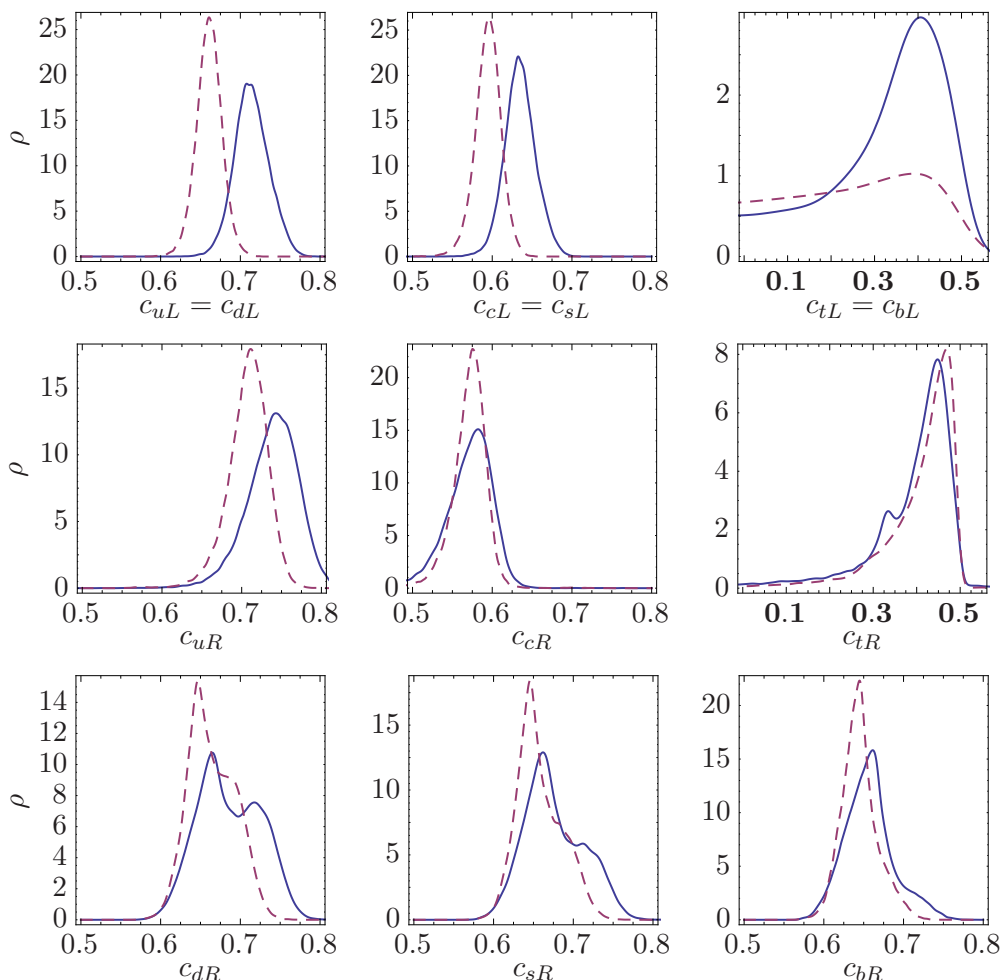 25
20
15
10
5
0
ρ
0.5 0.6 0.7 0.8
c_{uL} = c_{dL}
25
20
15
10
5
0
0.5 0.6 0.7 0.8
c_{cL} = c_{sL}
2
1
0
0.1 0.3 0.5
c_{tL} = c_{bL}
15
10
5
0
ρ
0.5 0.6 0.7 0.8
c_{uR}
20
15
10
5
0
0.5 0.6 0.7 0.8
c_{cR}
8
6
4
2
0
0.1 0.3 0.5
c_{tR}
14
12
10
8
6
4
2
0
ρ
0.5 0.6 0.7 0.8
c_{dR}
15
10
5
0
0.5 0.6 0.7 0.8
c_{sR}
20
15
10
5
0
0.5 0.6 0.7 0.8
c_{bR}